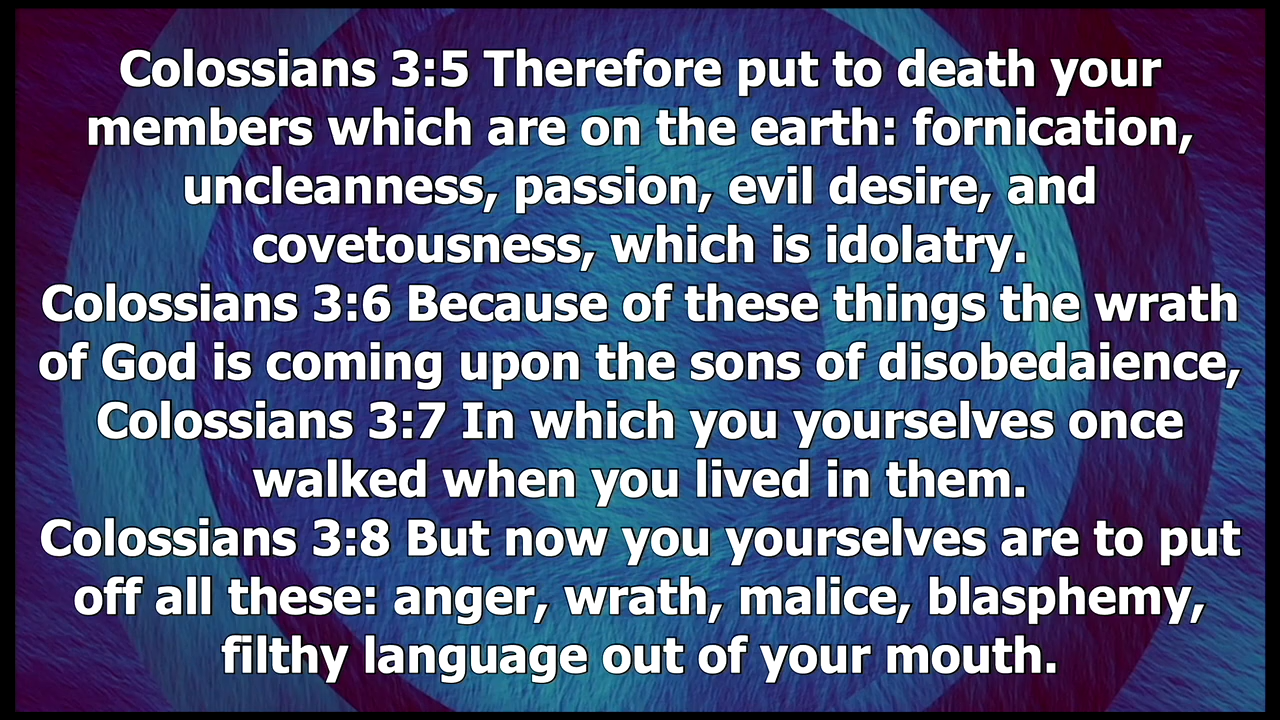 Colossians 3:5 Therefore put to death your
members which are on the earth: fornication,
uncleanness, passion, evil desire, and
covetousness, which is idolatry.
Colossians 3:6 Because of these things the wrath
of God is coming upon the sons of disobedaience,
Colossians 3:7 In which you yourselves once
walked when you lived in them.
Colossians 3:8 But now you yourselves are to put
off all these: anger, wrath, malice, blasphemy,
filthy language out of your mouth.